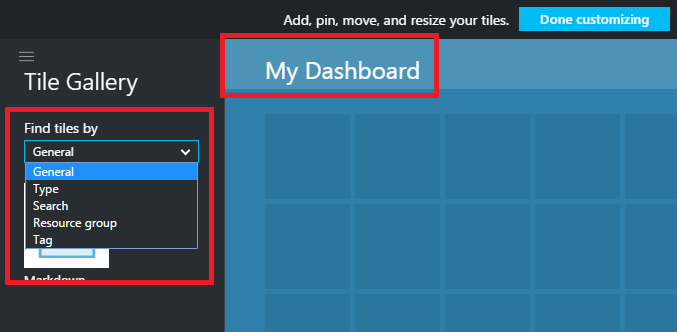 Add, pin, move, and resize your tiles.
Done customizing
Tile Gallery
My Dashboard
Find tiles by
General
General
Type
Search
Resource group
Tag
Markdown